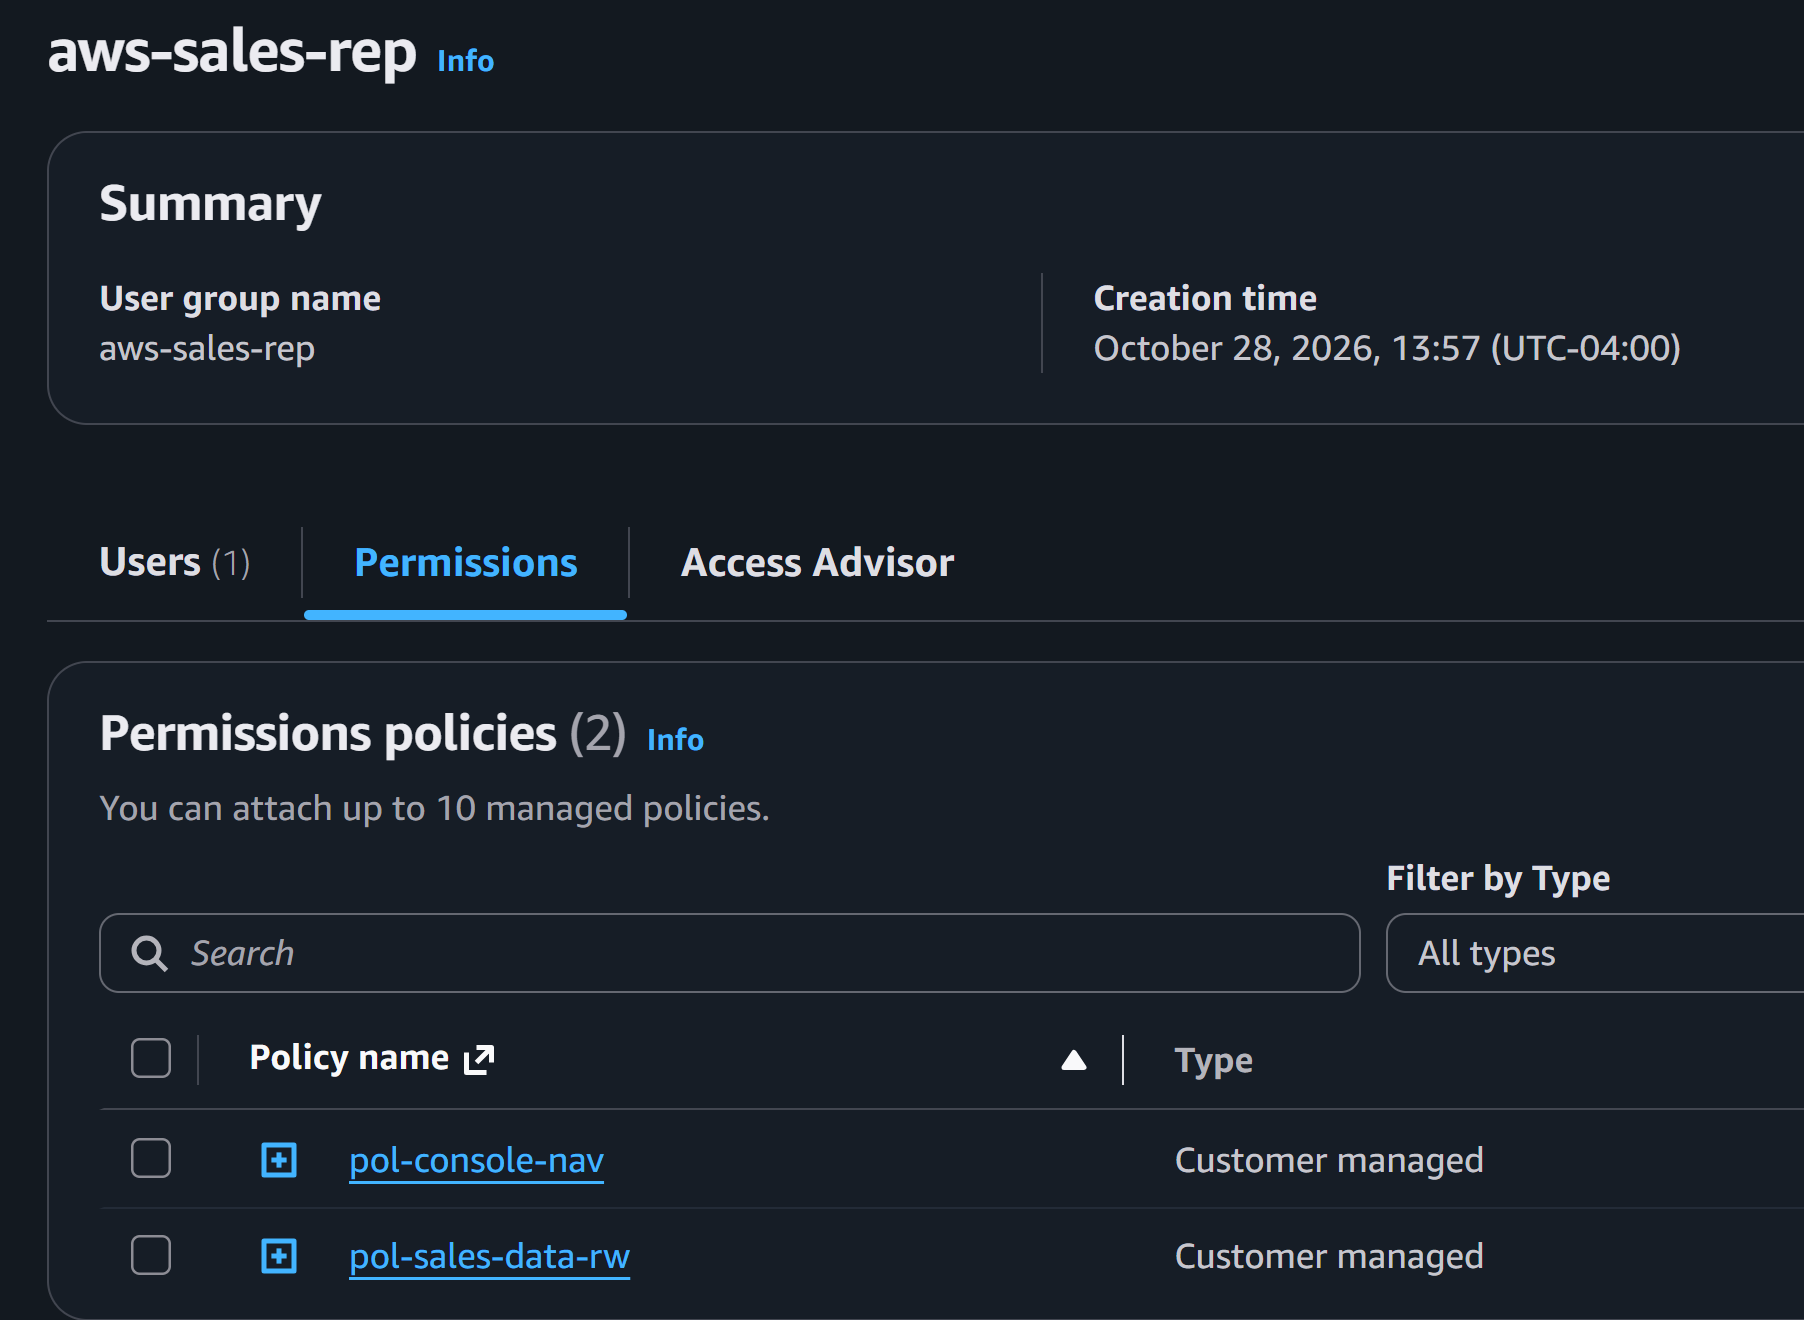 aws-sales-rep Info
Summary
User group name
aws-sales-rep
Creation time
October 28, 2026, 13:57 (UTC-04:00)
Users (1) Permissions Access Advisor
Permissions policies (2) Info
You can attach up to 10 managed policies.
Filter by Type
Search All types
Policy name Type
pol-console-nav Customer managed
pol-sales-data-rw Customer managed